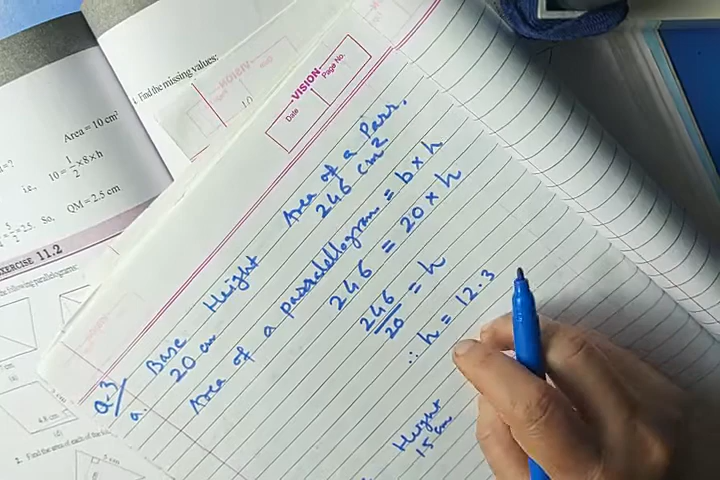 4. Find the missing values:
Area = 10 cm²
i.e. 10 = 1/2 × 8 × h
So, QM = 2.5 cm
EXERCISE 11.2
VISION
Date
Page No.
Q-3/
a.
Base Height Area of a Parr.
20 cm 246 cm²
Area of a parallellogram = b × h
246 = 20 × h
246/20 = h
∴ h = 12.3
Height
15 cm